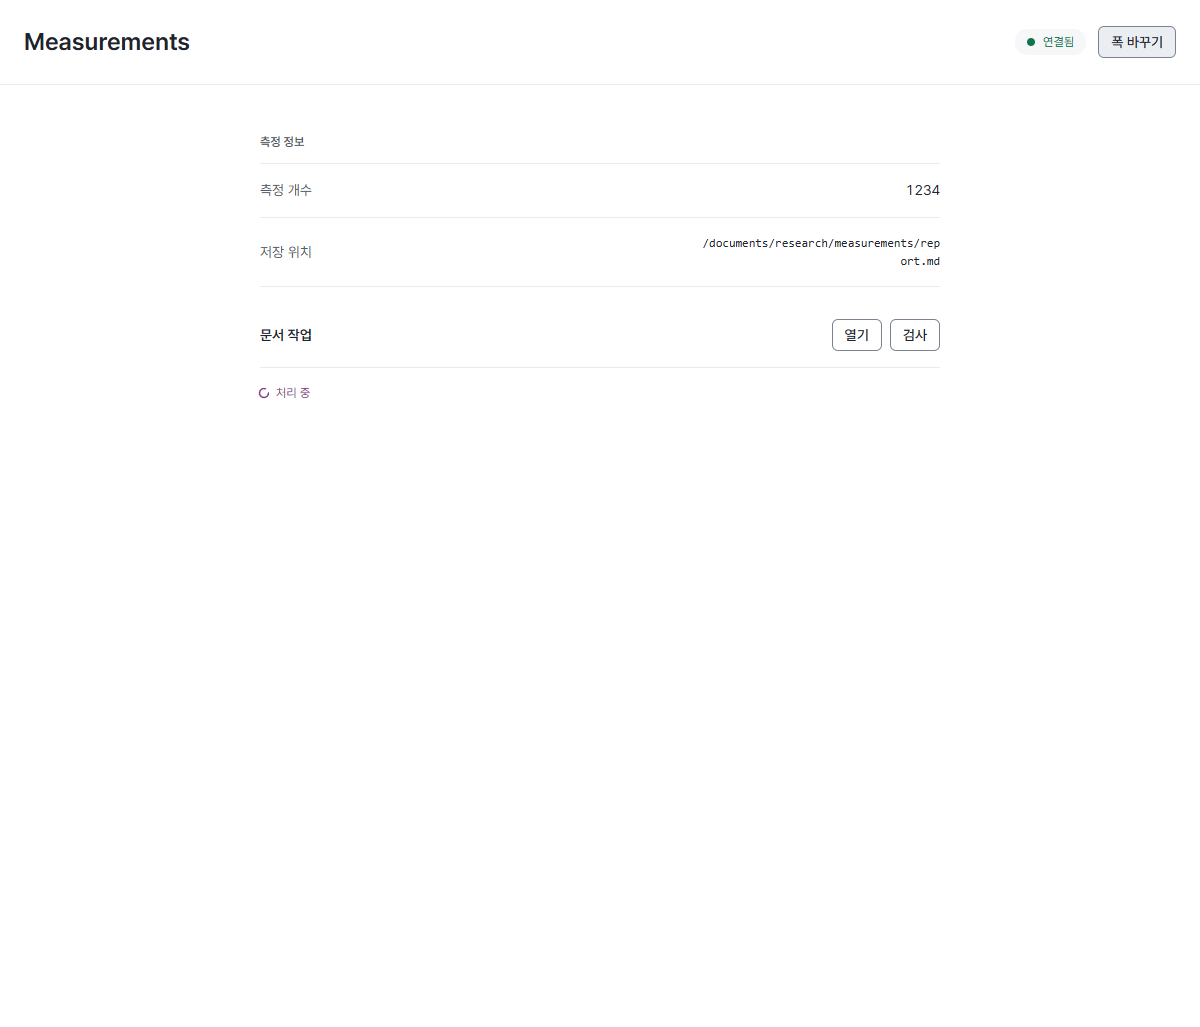 Measurements
연결됨
폭 바꾸기
측정 정보
측정 개수
1234
저장 위치
/documents/research/measurements/rep
ort.md
문서 작업
열기
검사
처리 중